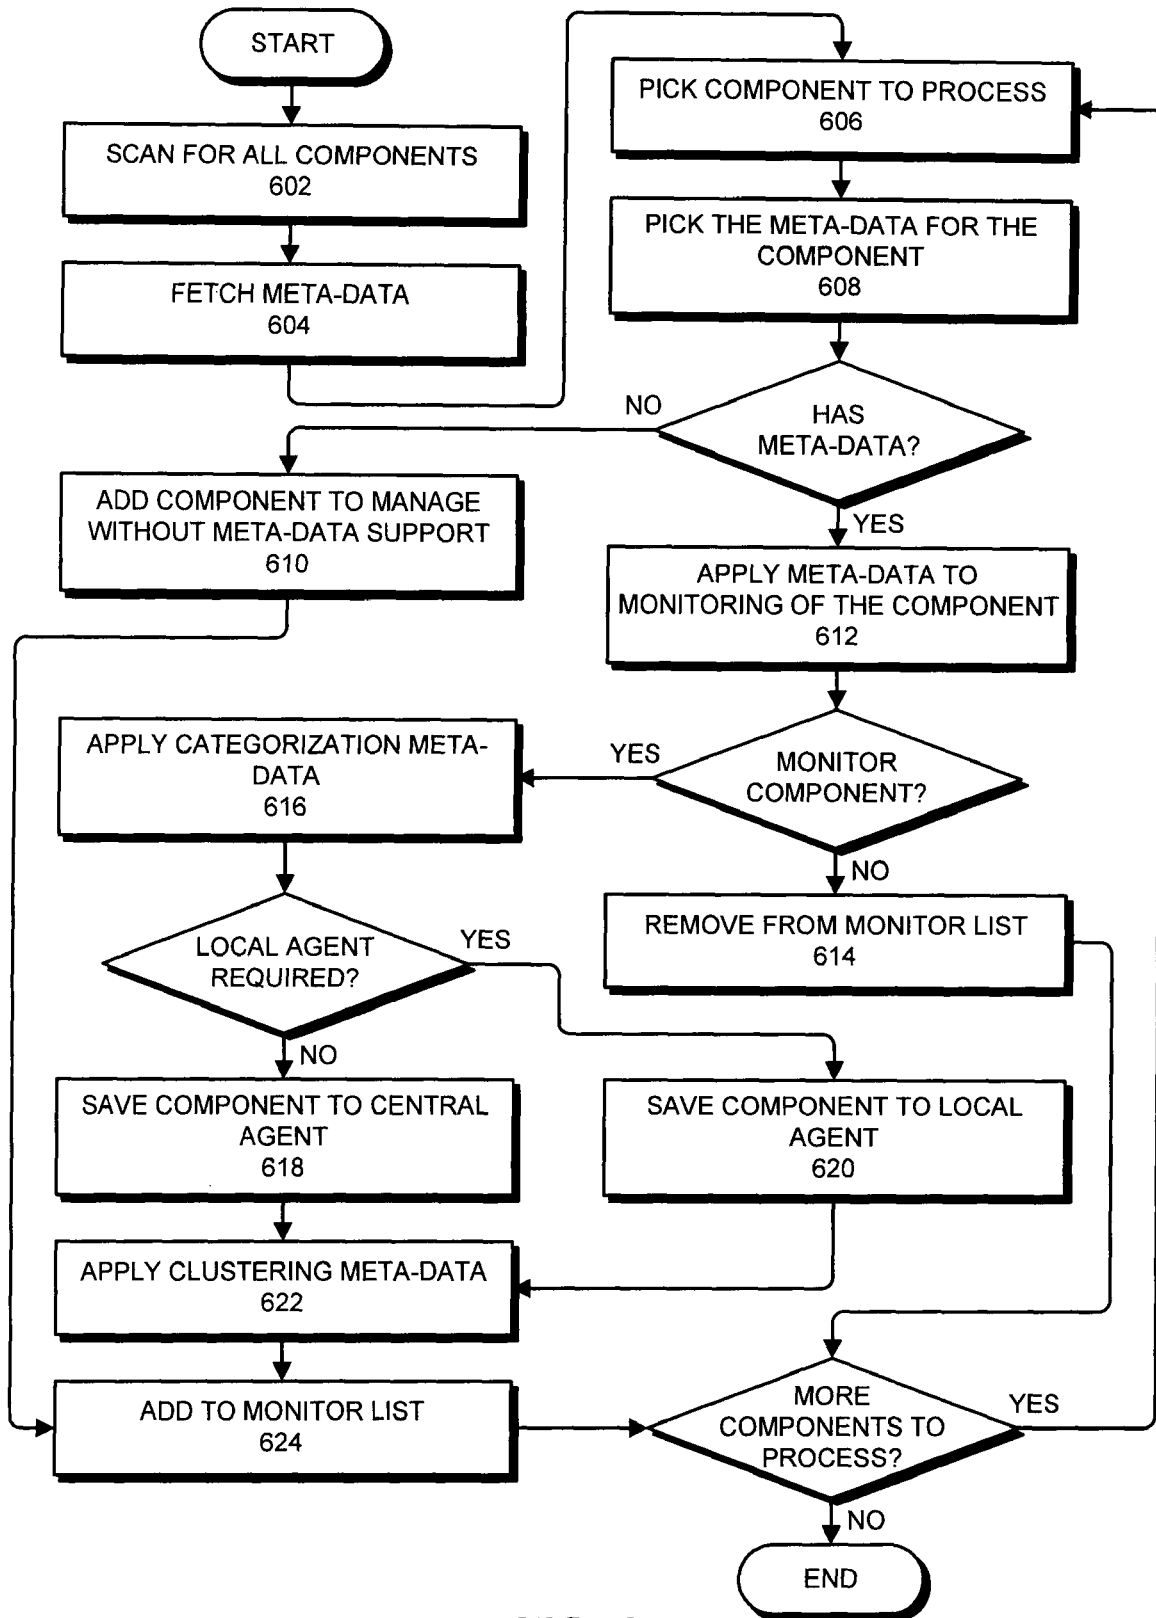 START
SCAN FOR ALL COMPONENTS
602
FETCH META-DATA
604
PICK COMPONENT TO PROCESS
606
PICK THE META-DATA FOR THE
COMPONENT
608
HAS
META-DATA?
NO
YES
ADD COMPONENT TO MANAGE
WITHOUT META-DATA SUPPORT
610
APPLY META-DATA TO
MONITORING OF THE COMPONENT
612
MONITOR
COMPONENT?
YES
NO
APPLY CATEGORIZATION META-
DATA
616
REMOVE FROM MONITOR LIST
614
LOCAL AGENT
REQUIRED?
YES
NO
SAVE COMPONENT TO CENTRAL
AGENT
618
SAVE COMPONENT TO LOCAL
AGENT
620
APPLY CLUSTERING META-DATA
622
ADD TO MONITOR LIST
624
MORE
COMPONENTS TO
PROCESS?
YES
NO
END